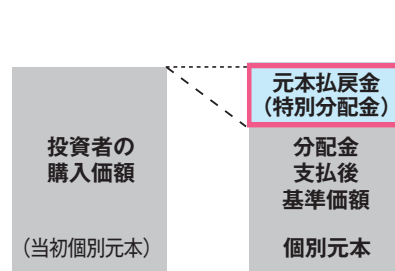 投資者の
購入価額
（当初個別元本）
元本払戻金
（特別分配金）
分配金
支払後
基準価額
個別元本